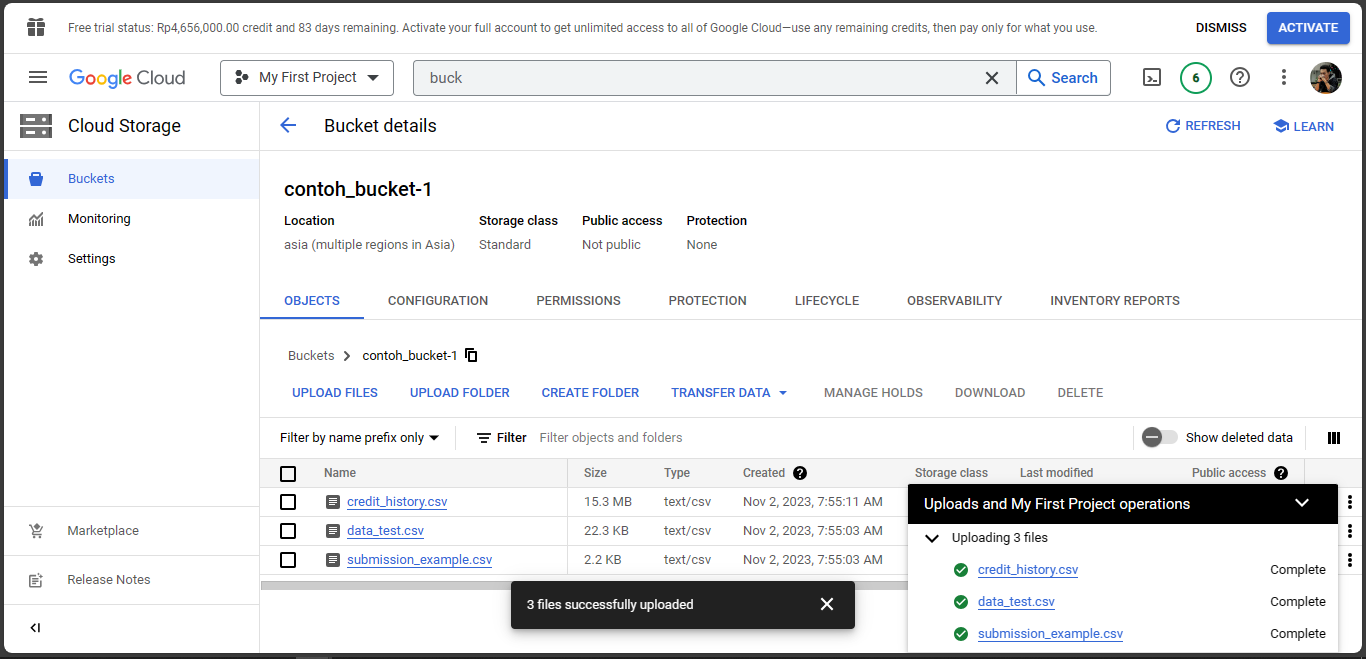 Free trial status: Rp4,656,000.00 credit and 83 days remaining. Activate your full account to get unlimited access to all of Google Cloud—use any remaining credits, then pay only for what you use. DISMISS ACTIVATE
Google Cloud My First Project buck Search 6
Cloud Storage Bucket details REFRESH LEARN
Buckets
Monitoring
Settings
Marketplace
Release Notes
contoh_bucket-1
Location Storage class Public access Protection
asia (multiple regions in Asia) Standard Not public None
OBJECTS CONFIGURATION PERMISSIONS PROTECTION LIFECYCLE OBSERVABILITY INVENTORY REPORTS
Buckets contoh_bucket-1
UPLOAD FILES UPLOAD FOLDER CREATE FOLDER TRANSFER DATA MANAGE HOLDS DOWNLOAD DELETE
Filter by name prefix only Filter Filter objects and folders Show deleted data
Name Size Type Created Storage class Last modified Public access
credit_history.csv 15.3 MB text/csv Nov 2, 2023, 7:55:11 AM
data_test.csv 22.3 KB text/csv Nov 2, 2023, 7:55:03 AM
submission_example.csv 2.2 KB text/csv Nov 2, 2023, 7:55:03 AM
3 files successfully uploaded
Uploads and My First Project operations
Uploading 3 files
credit_history.csv Complete
data_test.csv Complete
submission_example.csv Complete